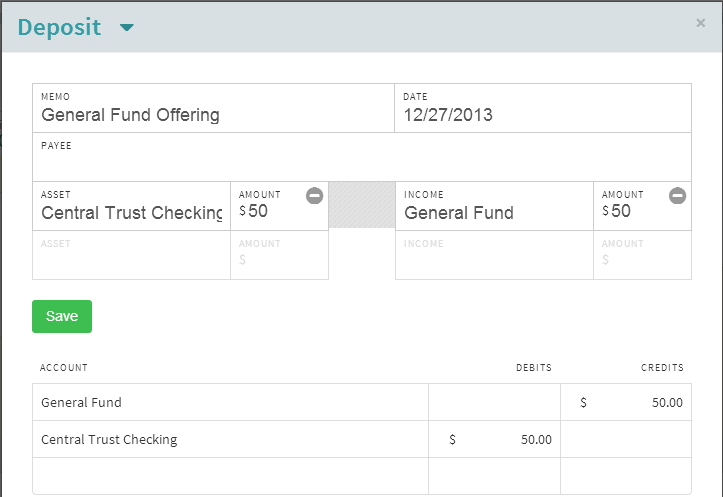 Deposit
×
MEMO DATE
General Fund Offering 12/27/2013
PAYEE
ASSET AMOUNT INCOME AMOUNT
Central Trust Checking $50 General Fund $50
ASSET AMOUNT INCOME AMOUNT
$ $
Save
ACCOUNT DEBITS CREDITS
General Fund $ 50.00
Central Trust Checking $ 50.00